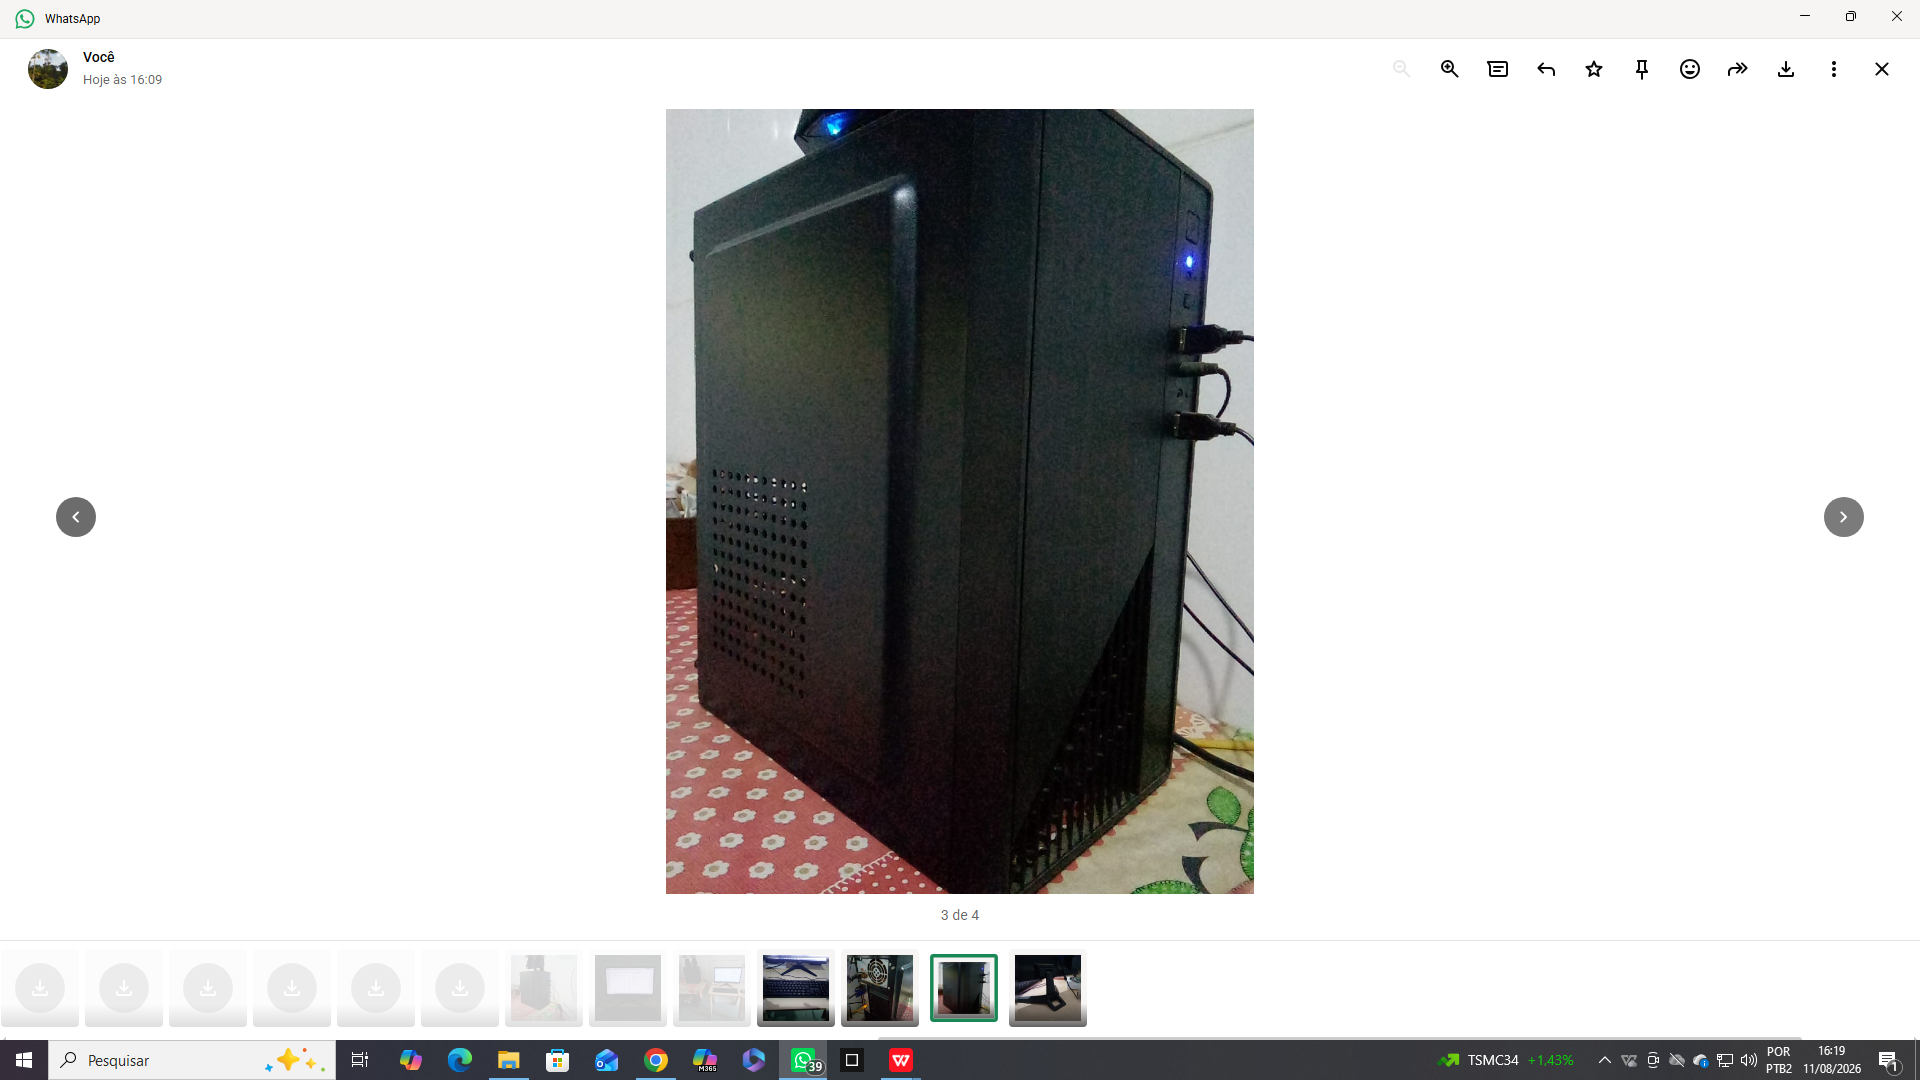 WhatsApp
Você
Hoje às 16:09
3 de 4
Pesquisar
M365
39
TSMC34 +1,43%
POR
PTB2
16:19
11/08/2026
1